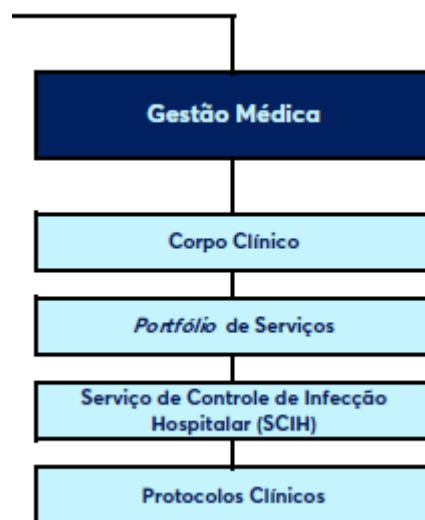 Gestão Médica
Corpo Clínico
Portfólio de Serviços
Serviço de Controle de Infecção
Hospitalar (SCIH)
Protocolos Clínicos